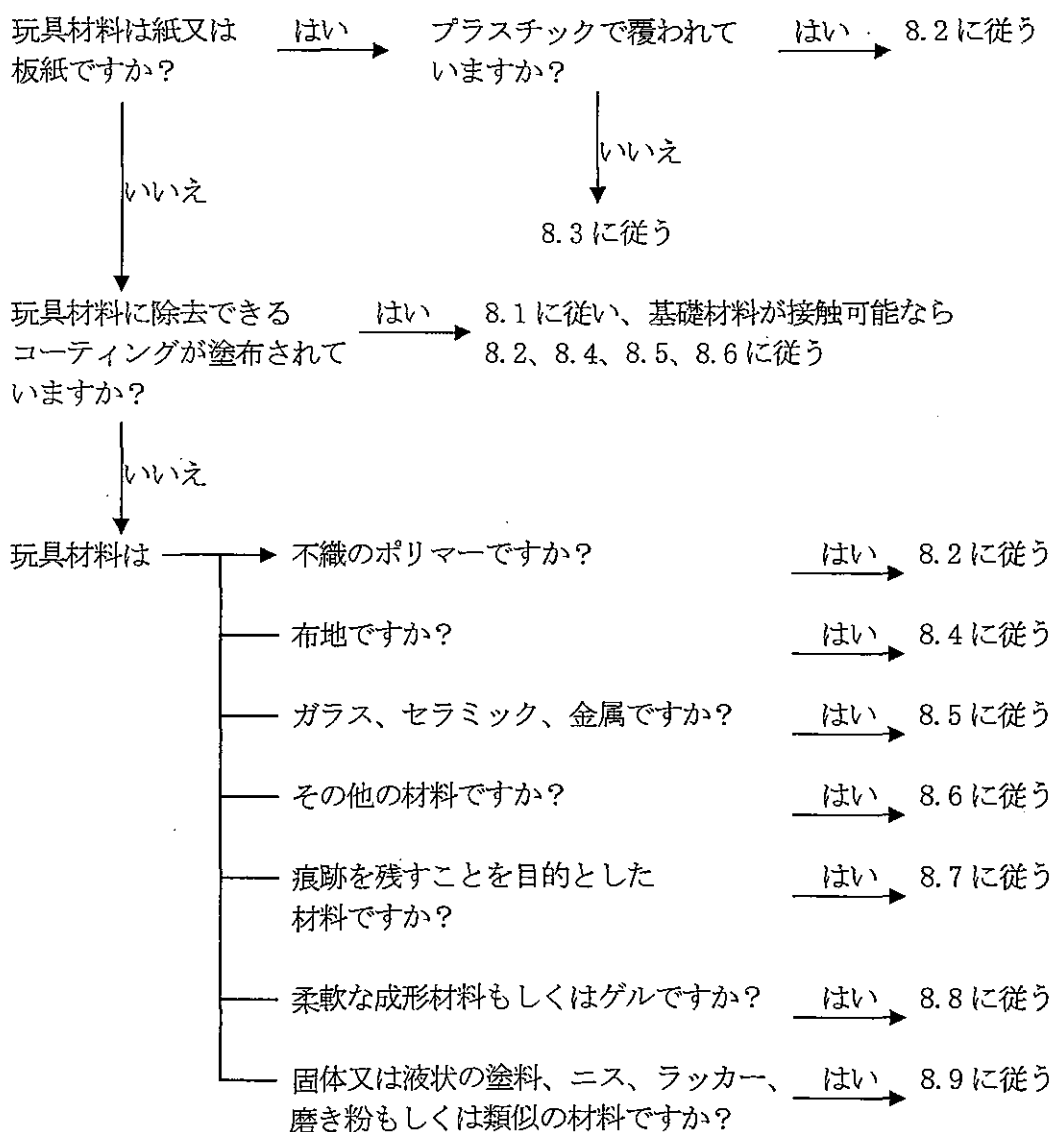 玩具材料は紙又は
板紙ですか？
はい
プラスチックで覆われて
いますか？
はい
8.2に従う
いいえ
いいえ
8.3に従う
玩具材料に除去できる
コーティングが塗布されて
いますか？
はい
8.1に従い、基礎材料が接触可能なら
8.2、8.4、8.5、8.6に従う
いいえ
玩具材料は
不織のポリマーですか？
はい
8.2に従う
布地ですか？
はい
8.4に従う
ガラス、セラミック、金属ですか？
はい
8.5に従う
その他の材料ですか？
はい
8.6に従う
痕跡を残すことを目的とした
材料ですか？
はい
8.7に従う
柔軟な成形材料もしくはゲルですか？
はい
8.8に従う
固体又は液状の塗料、ニス、ラッカー、
磨き粉もしくは類似の材料ですか？
はい
8.9に従う